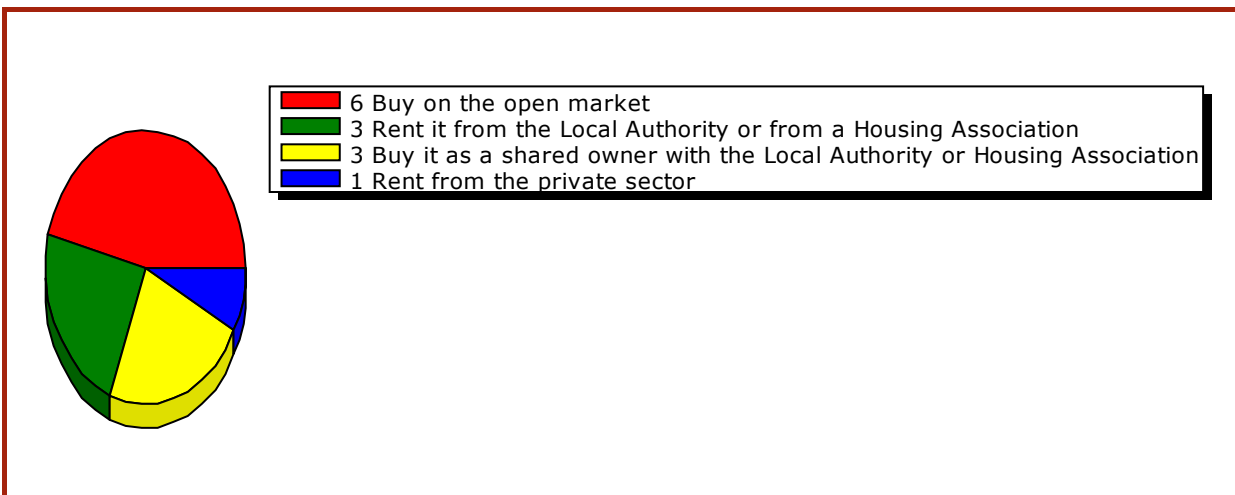 6 Buy on the open market
3 Rent it from the Local Authority or from a Housing Association
3 Buy it as a shared owner with the Local Authority or Housing Association
1 Rent from the private sector